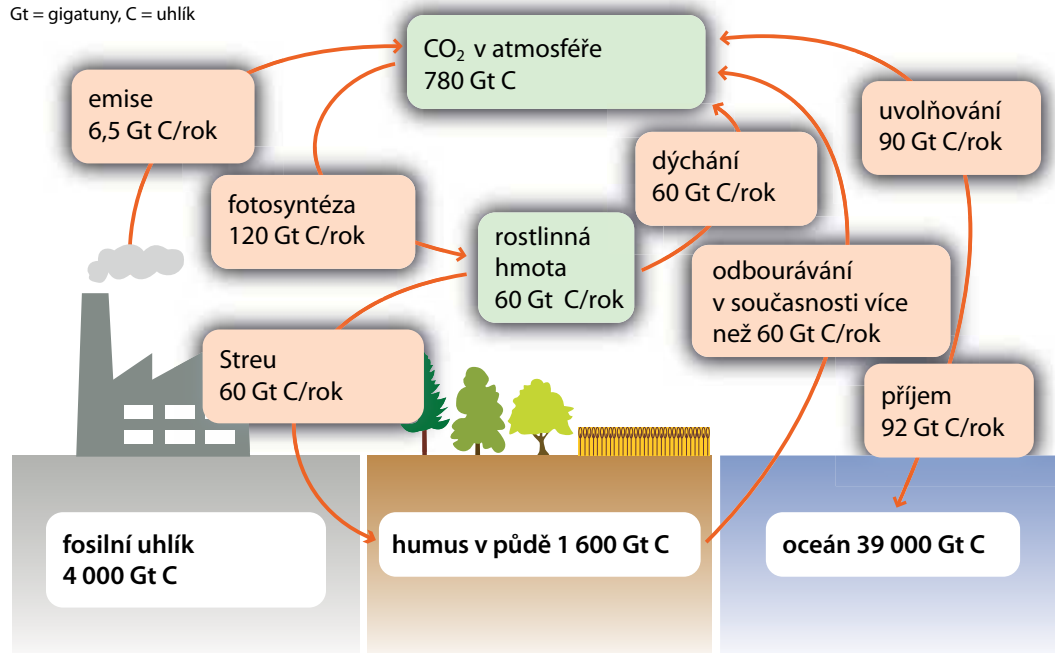 Gt = gigatuny, C = uhlík
CO₂ v atmosféře
780 Gt C
emise
6,5 Gt C/rok
uvolňování
90 Gt C/rok
dýchání
60 Gt C/rok
fotosyntéza
120 Gt C/rok
rostlinná
hmota
60 Gt C/rok
odbourávání
v současnosti více
než 60 Gt C/rok
Streu
60 Gt C/rok
příjem
92 Gt C/rok
fosilní uhlík
4 000 Gt C
humus v půdě 1 600 Gt C
oceán 39 000 Gt C